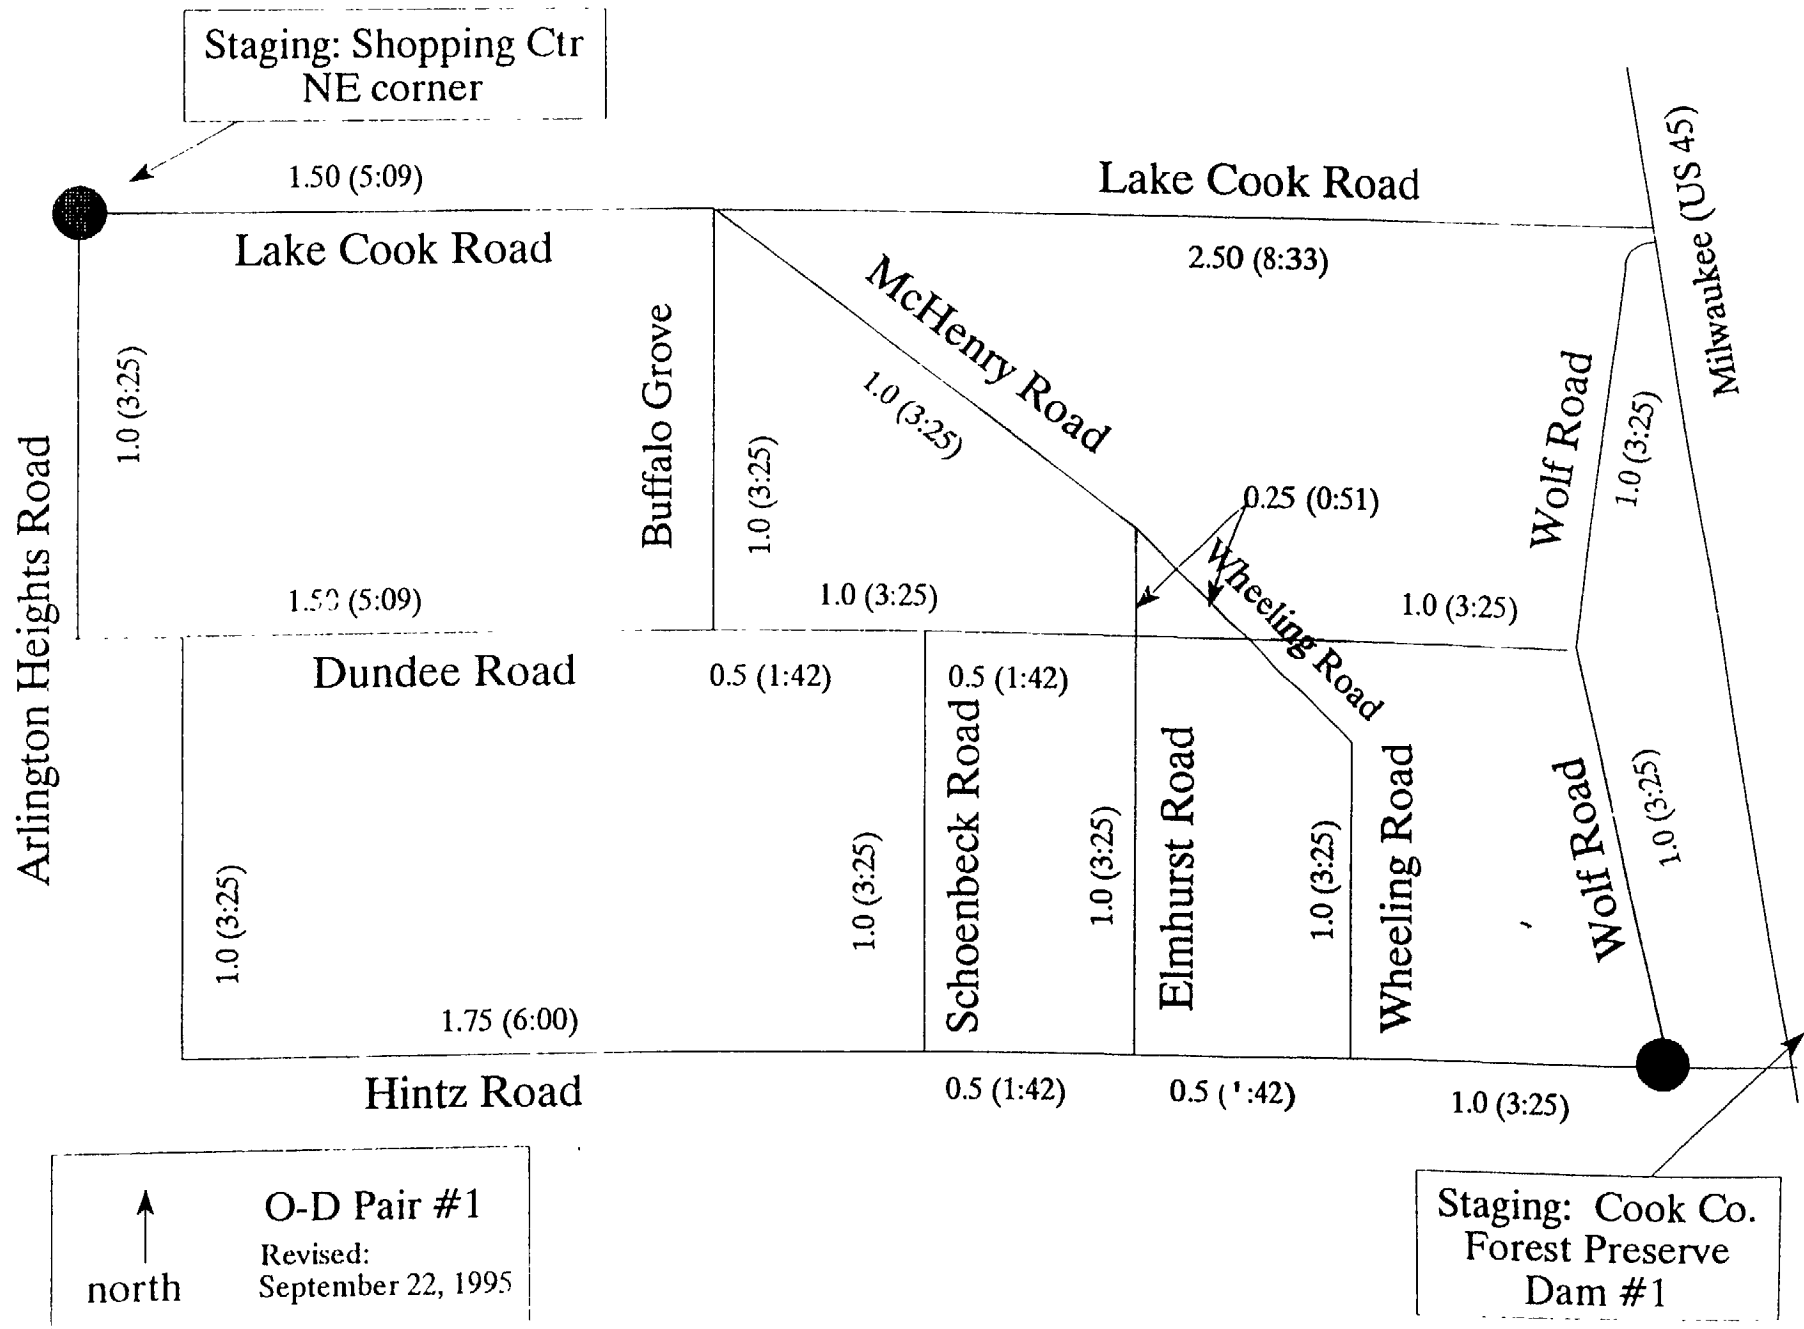 Staging: Shopping Ctr
NE corner
1.50 (5:09)
Lake Cook Road
Lake Cook Road
2.50 (8:33)
Milwaukee (US 45)
McHenry Road
1.0 (3:25)
Buffalo Grove
1.0 (3:25)
1.0 (3:25)
Arlington Heights Road
0.25 (0:51)
Wheeling Road
Wolf Road
1.0 (3:25)
1.50 (5:09)
1.0 (3:25)
1.0 (3:25)
Dundee Road
0.5 (1:42)
0.5 (1:42)
1.0 (3:25)
1.0 (3:25)
Schoenbeck Road
1.0 (3:25)
Elmhurst Road
1.0 (3:25)
Wheeling Road
Wolf Road
1.0 (3:25)
1.75 (6:00)
Hintz Road
0.5 (1:42)
0.5 (1:42)
1.0 (3:25)
O-D Pair #1
Revised:
September 22, 1995
north
Staging: Cook Co.
Forest Preserve
Dam #1